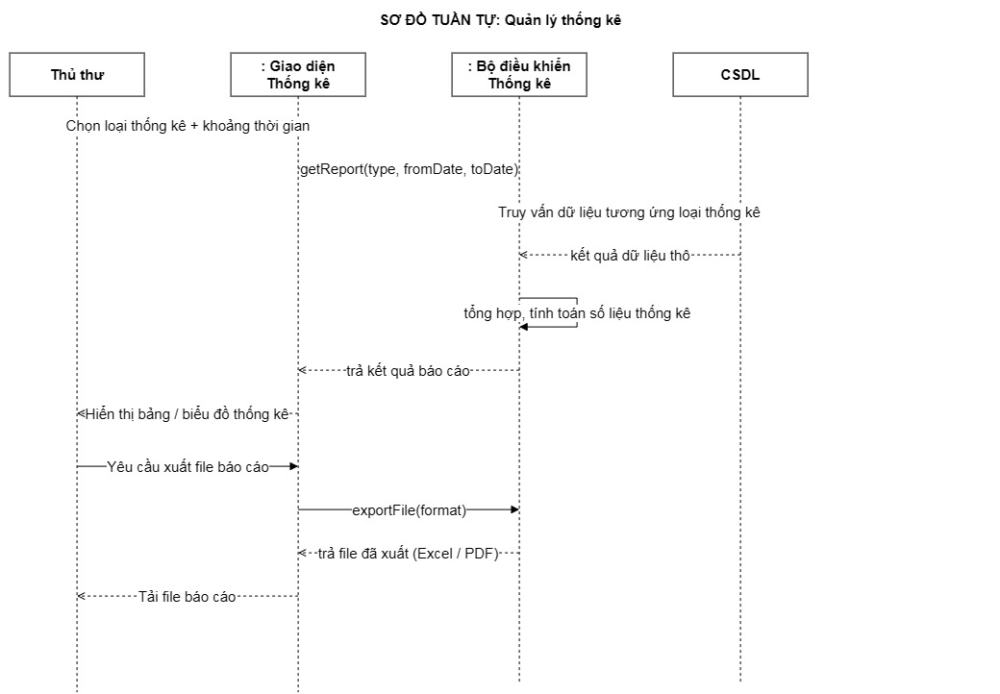 SƠ ĐỒ TUẦN TỰ: Quản lý thống kê
Thủ thư
: Giao diện
Thống kê
: Bộ điều khiển
Thống kê
CSDL
Chọn loại thống kê + khoảng thời gian
getReport(type, fromDate, toDate)
Truy vấn dữ liệu tương ứng loại thống kê
kết quả dữ liệu thô
tổng hợp, tính toán số liệu thống kê
trả kết quả báo cáo
Hiển thị bảng / biểu đồ thống kê
Yêu cầu xuất file báo cáo
exportFile(format)
trả file đã xuất (Excel / PDF)
Tải file báo cáo